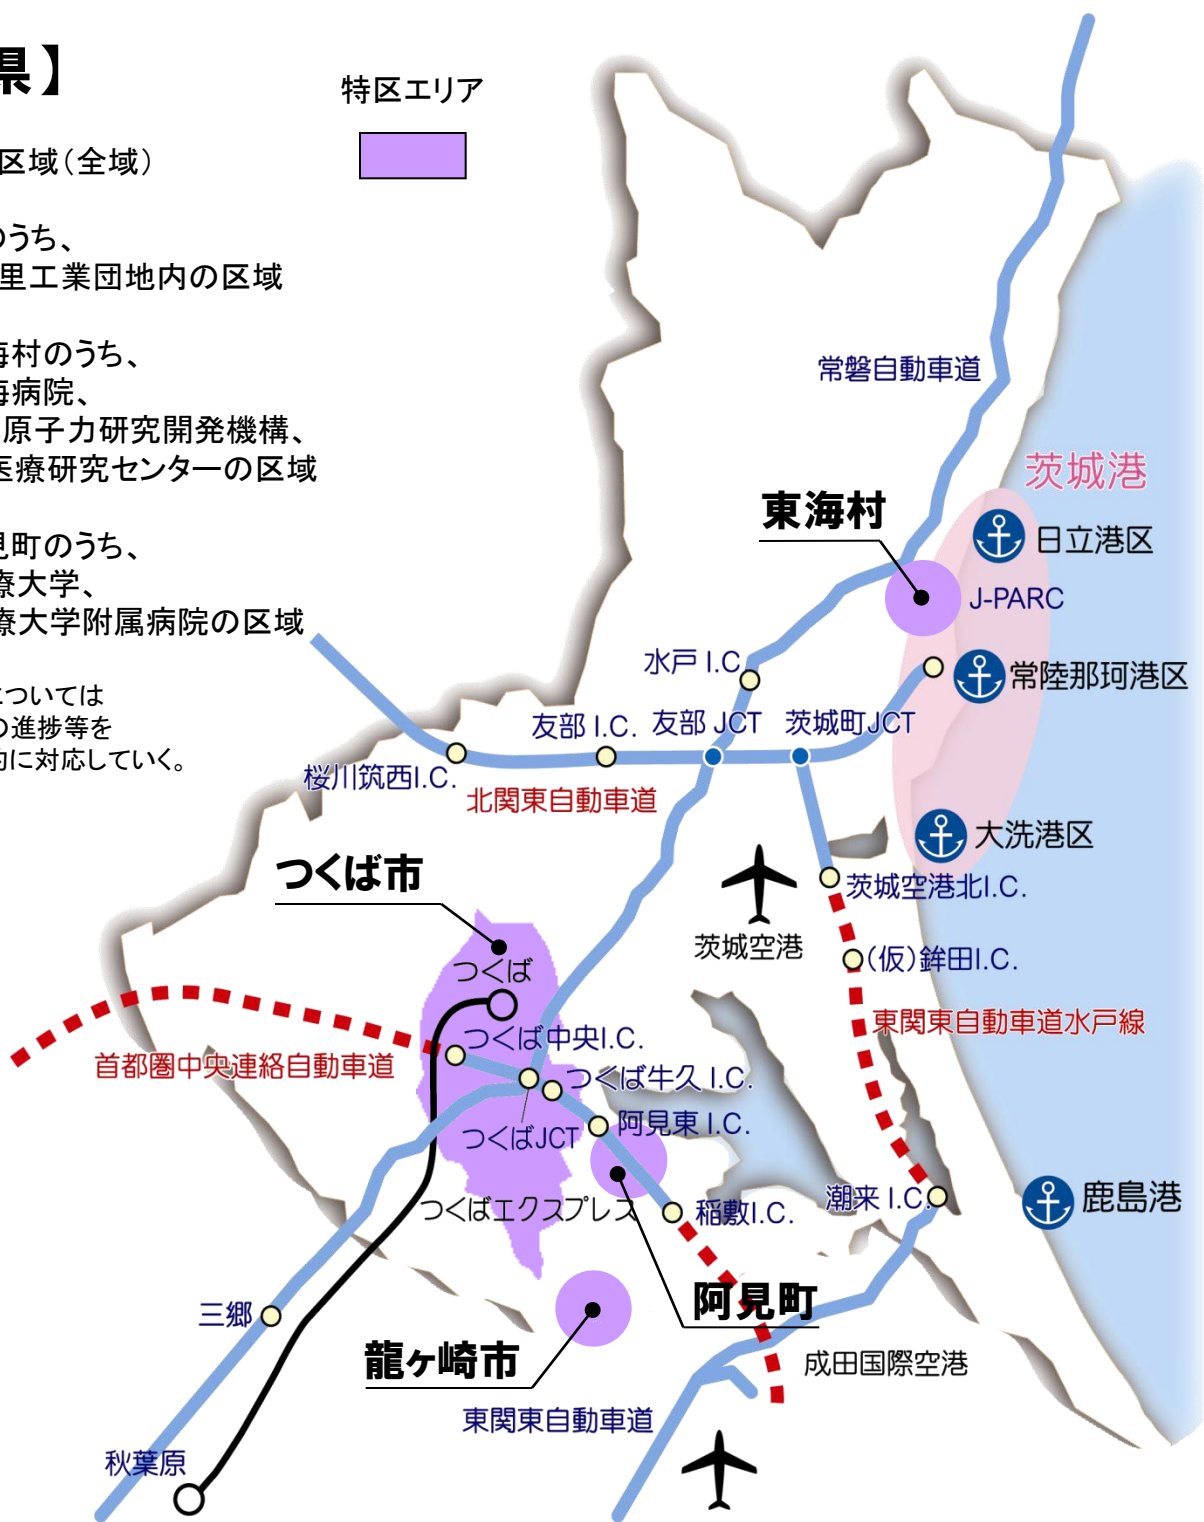 県】
特区エリア
区域（全域）
のうち、
里工業団地内の区域
海村のうち、
海病院、
原子力研究開発機構、
医療研究センターの区域
見町のうち、
療大学、
療大学附属病院の区域
については
の進捗等を
的に対応していく。
常磐自動車道
茨城港
東海村
日立港区
J-PARC
水戸 I.C.
常陸那珂港区
友部 I.C.
友部 JCT
茨城町JCT
桜川筑西I.C.
北関東自動車道
大洗港区
つくば市
茨城空港北I.C.
茨城空港
(仮)鉾田I.C.
つくば
東関東自動車道水戸線
つくば中央I.C.
首都圏中央連絡自動車道
つくば牛久 I.C.
阿見東 I.C.
つくばJCT
つくばエクスプレス
稲敷I.C.
潮来 I.C.
鹿島港
三郷
阿見町
龍ヶ崎市
成田国際空港
東関東自動車道
秋葉原